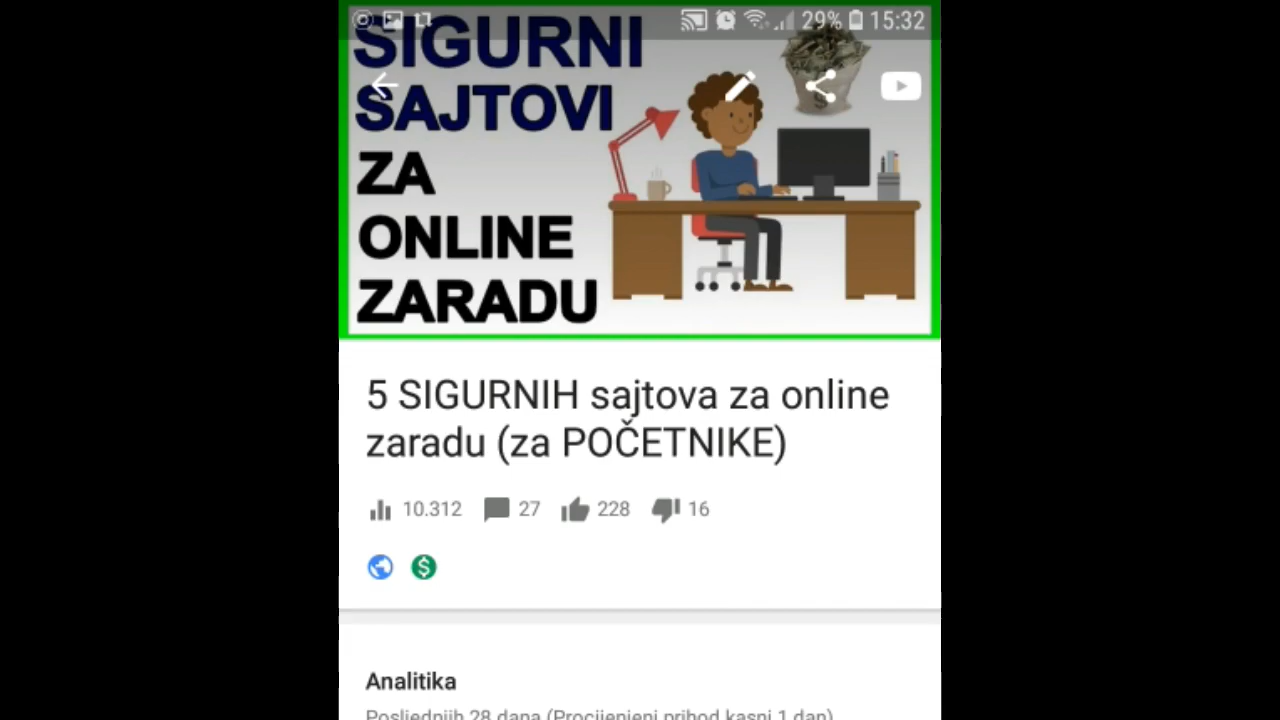 29% 15:32
SIGURNI
SAJTOVI
ZA
ONLINE
ZARADU
$
5 SIGURNIH sajtova za online
zaradu (za POČETNIKE)
10.312 27 228 16
$
Analitika
Posljednjih 28 dana (Procijenjeni prihod kasni 1 dan)